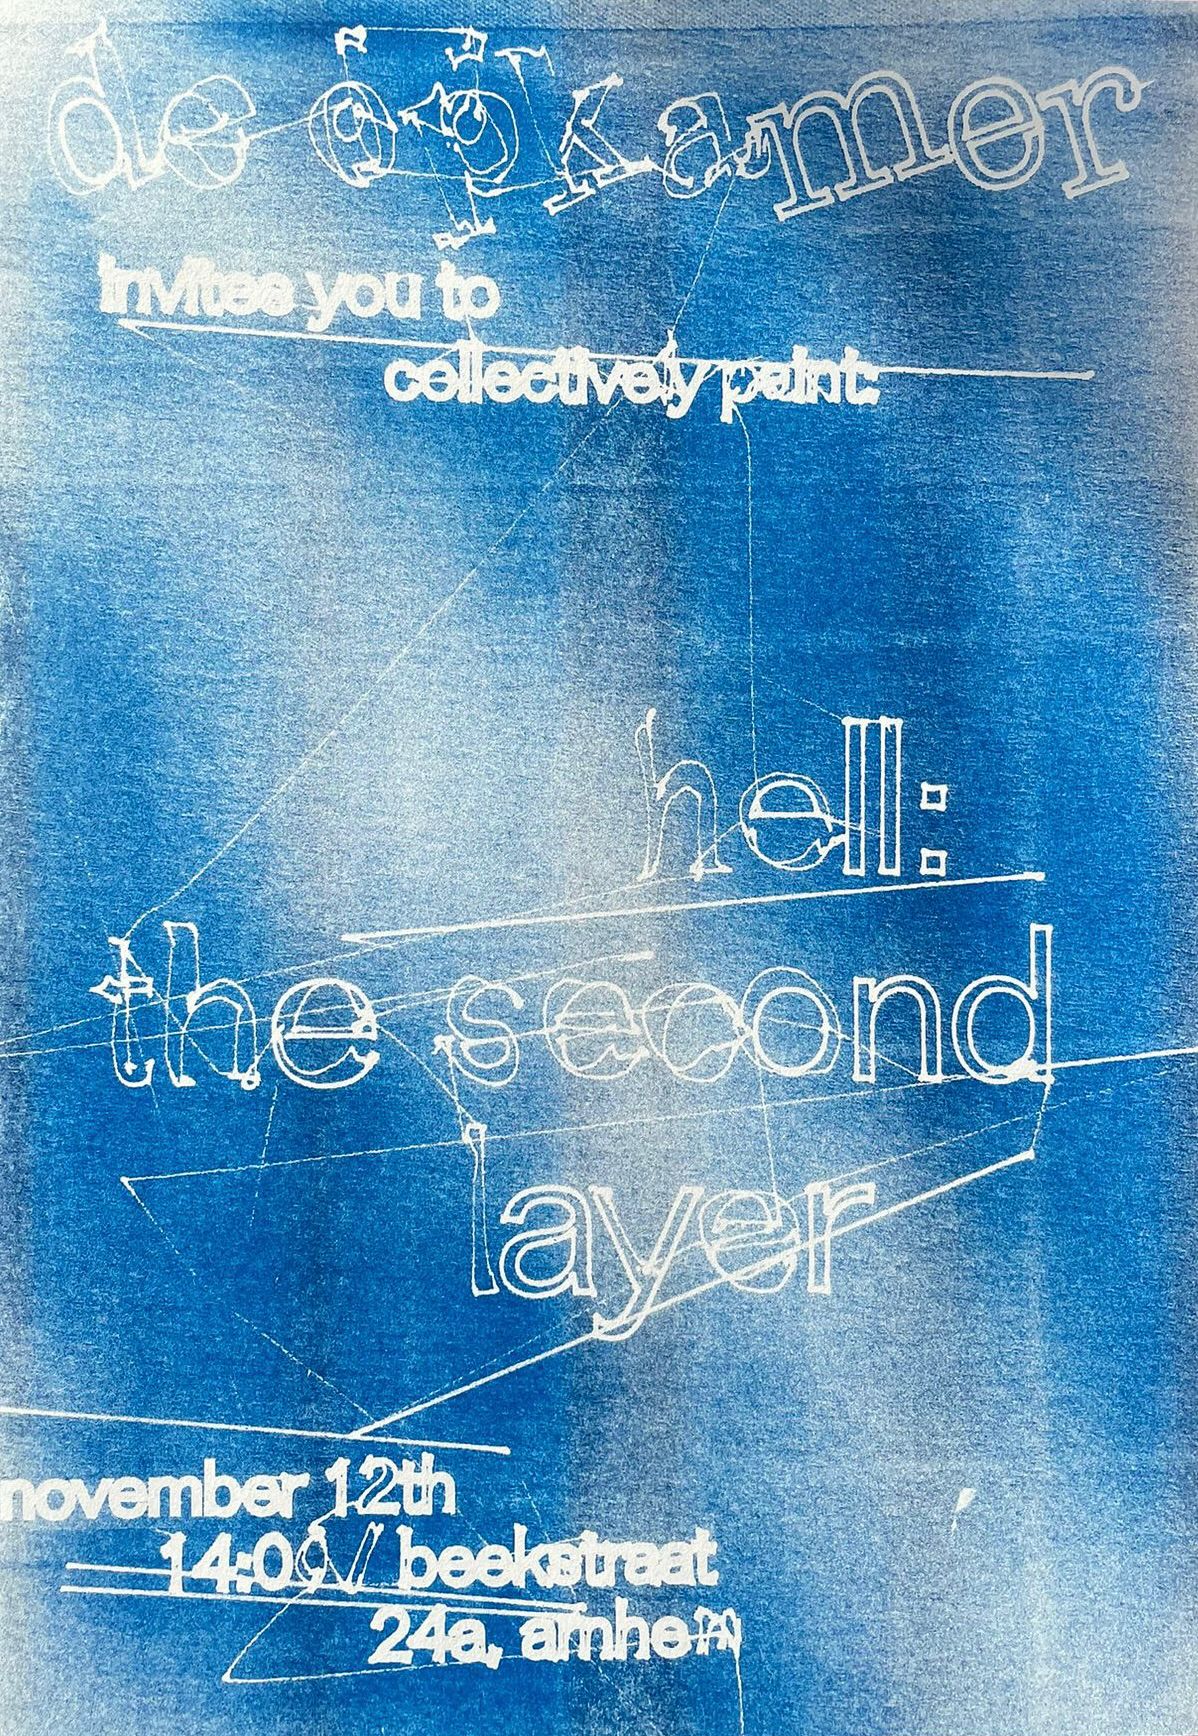 de opkamer
invites you to
collectively paint:
hell:
the second
layer
november 12th
14:00 / beekstraat
24a, arnhem